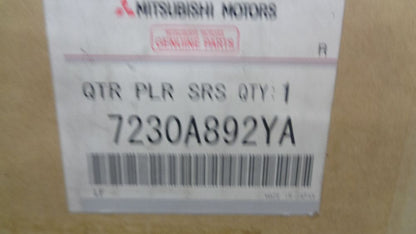 MITSUBISHI MOTORS
GENUINE PARTS
R
QTR PLR SRS QTY:1
7230A892YA